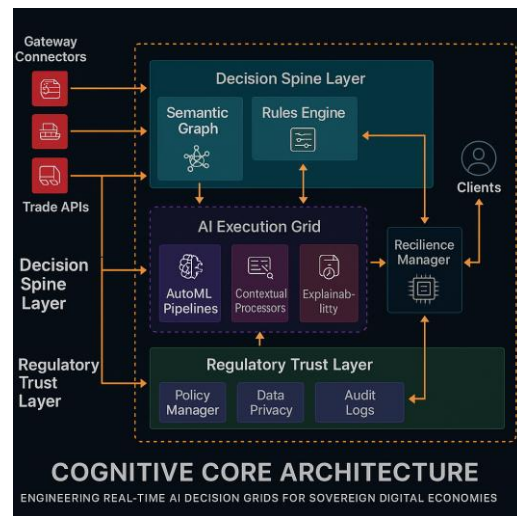 Gateway
Connectors
Trade APIs
Decision
Spine
Layer
Regulatory
Trust
Layer
Decision Spine Layer
Semantic
Graph
Rules Engine
AI Execution Grid
AutoML
Pipelines
Contextual
Processors
Explainab-
litty
Regulatory Trust Layer
Policy
Manager
Data
Privacy
Audit
Logs
Clients
Recilience
Manager
COGNITIVE CORE ARCHITECTURE
ENGINEERING REAL-TIME AI DECISION GRIDS FOR SOVEREIGN DIGITAL ECONOMIES